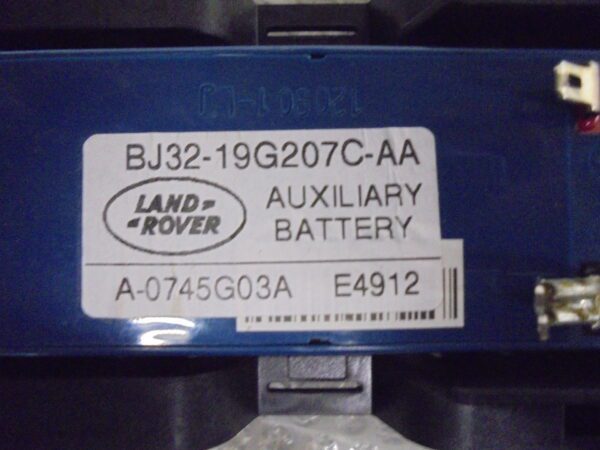 BJ32-19G207C-AA
LAND
ROVER
AUXILIARY
BATTERY
A-0745G03A E4912